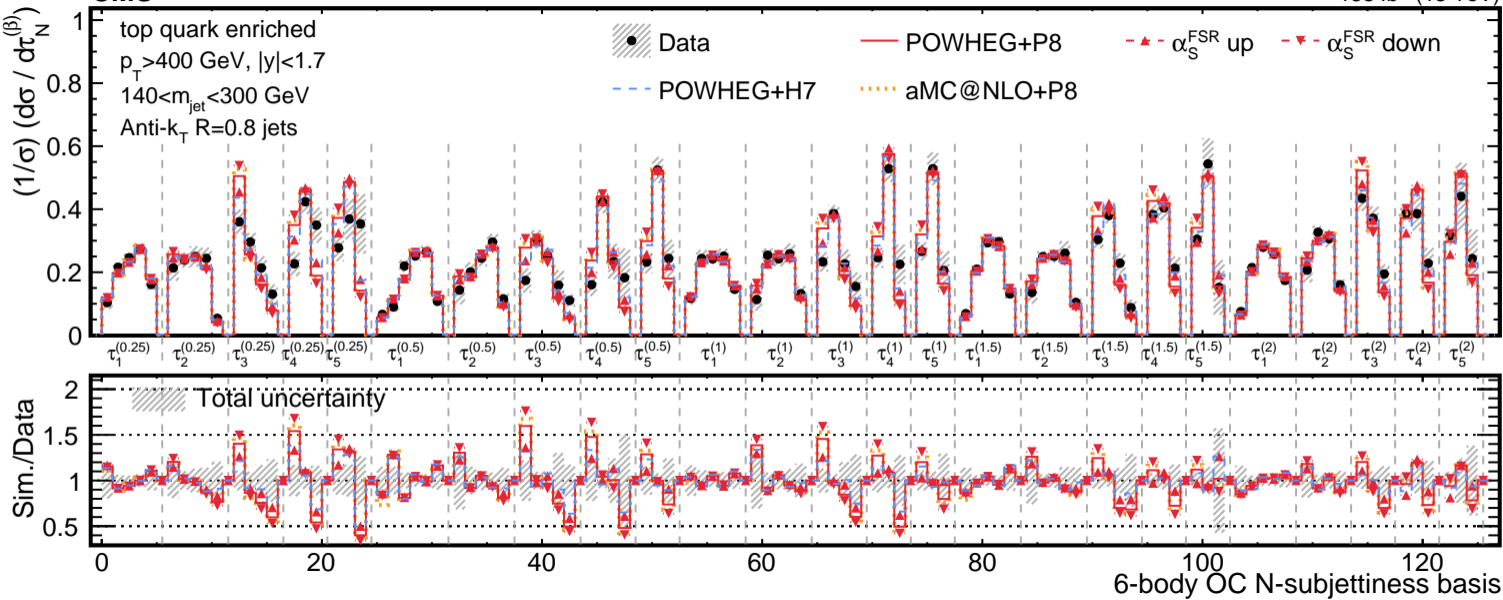 (1/σ) (dσ / dτ_N^(β))
1
0.8
0.6
0.4
0.2
0
top quark enriched
p_T>400 GeV, |y|<1.7
140<m_jet<300 GeV
Anti-k_T R=0.8 jets
Data
POWHEG+P8
α_S^FSR up
α_S^FSR down
POWHEG+H7
aMC@NLO+P8
τ_1^(0.25) τ_2^(0.25) τ_3^(0.25) τ_4^(0.25) τ_5^(0.25) τ_1^(0.5) τ_2^(0.5) τ_3^(0.5) τ_4^(0.5) τ_5^(0.5) τ_1^(1) τ_2^(1) τ_3^(1) τ_4^(1) τ_5^(1) τ_1^(1.5) τ_2^(1.5) τ_3^(1.5) τ_4^(1.5) τ_5^(1.5) τ_1^(2) τ_2^(2) τ_3^(2) τ_4^(2) τ_5^(2)
Sim./Data
2
1.5
1
0.5
Total uncertainty
0 20 40 60 80 100 120
6-body OC N-subjettiness basis